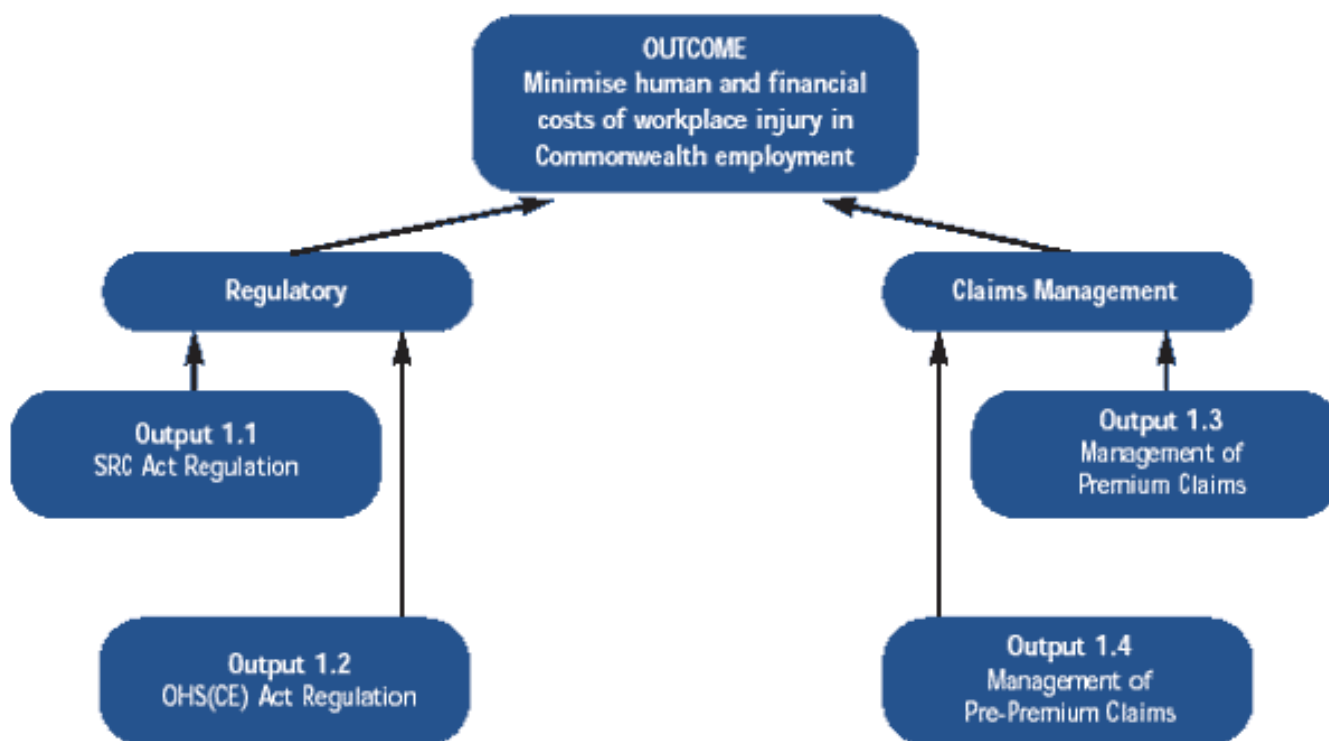 OUTCOME
Minimise human and financial
costs of workplace injury in
Commonwealth employment
Regulatory
Claims Management
Output 1.1
SRC Act Regulation
Output 1.3
Management of
Premium Claims
Output 1.2
OHS(CE) Act Regulation
Output 1.4
Management of
Pre-Premium Claims